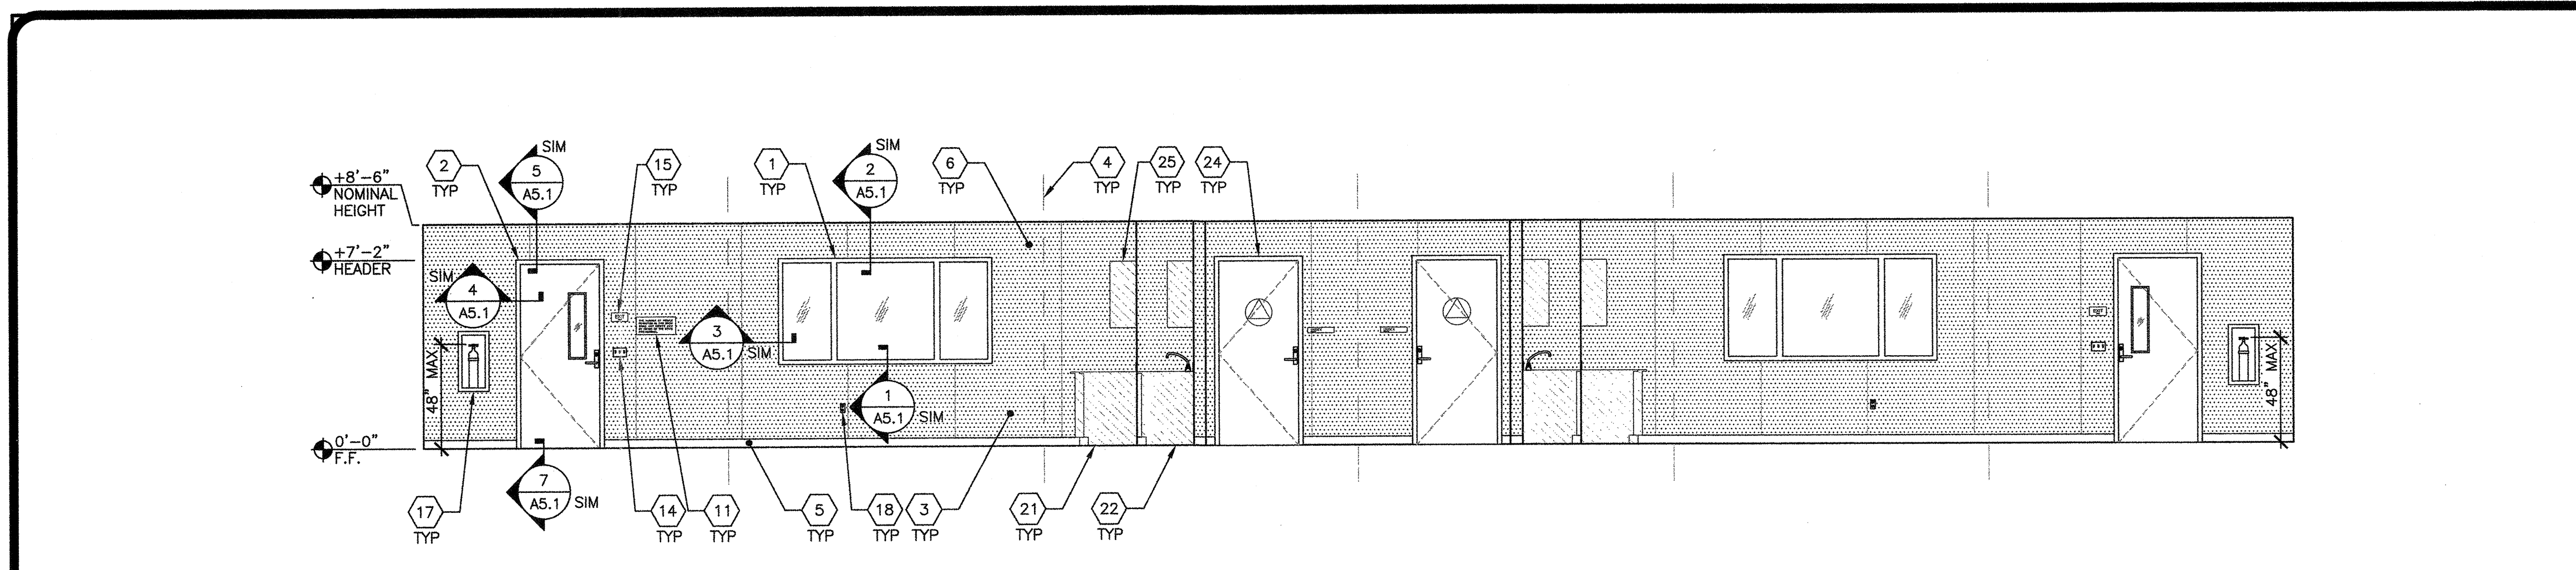 +8'-6"
NOMINAL
HEIGHT
+7'-2"
HEADER
0'-0"
F.F.
2
TYP
5
A5.1
SIM
15
TYP
1
TYP
2
A5.1
SIM
6
TYP
4
TYP
25
TYP
24
TYP
SIM
4
A5.1
3
A5.1
SIM
1
A5.1
SIM
48" MAX
48" MAX
EXIT
17
TYP
7
A5.1
SIM
14
TYP
11
TYP
5
TYP
18
TYP
3
TYP
21
TYP
22
TYP